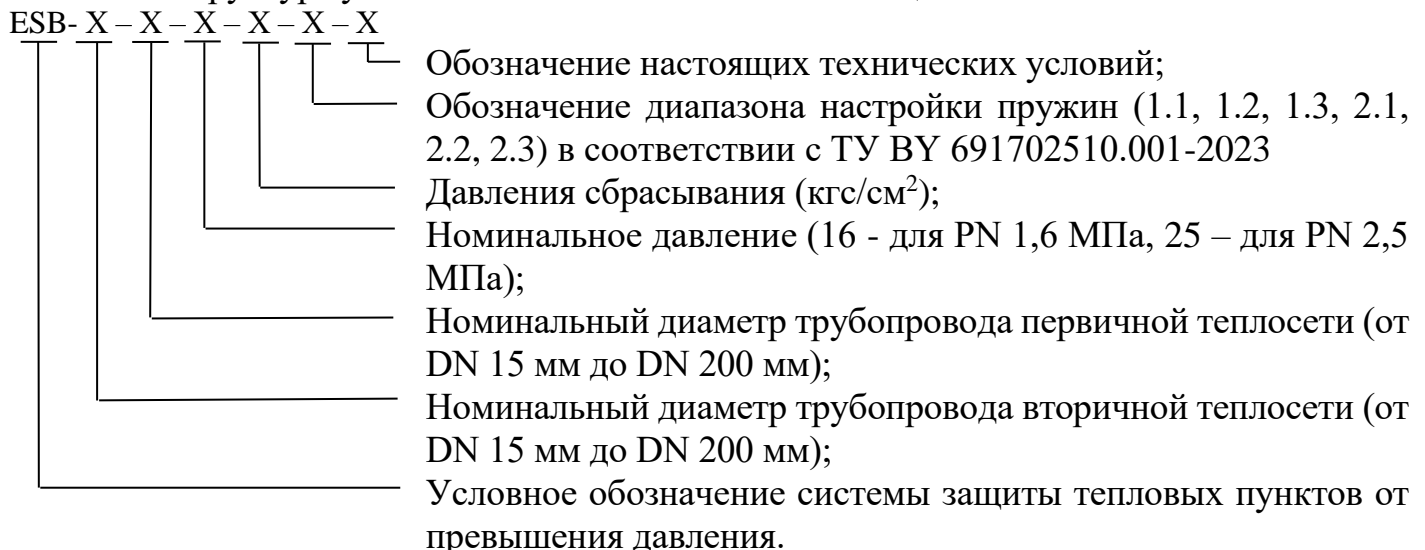 ESB- X – X – X – X – X – X
Обозначение настоящих технических условий;
Обозначение диапазона настройки пружин (1.1, 1.2, 1.3, 2.1,
2.2, 2.3) в соответствии с ТУ BY 691702510.001-2023
Давления сбрасывания (кгс/см²);
Номинальное давление (16 - для PN 1,6 МПа, 25 – для PN 2,5
МПа);
Номинальный диаметр трубопровода первичной теплосети (от
DN 15 мм до DN 200 мм);
Номинальный диаметр трубопровода вторичной теплосети (от
DN 15 мм до DN 200 мм);
Условное обозначение системы защиты тепловых пунктов от
превышения давления.